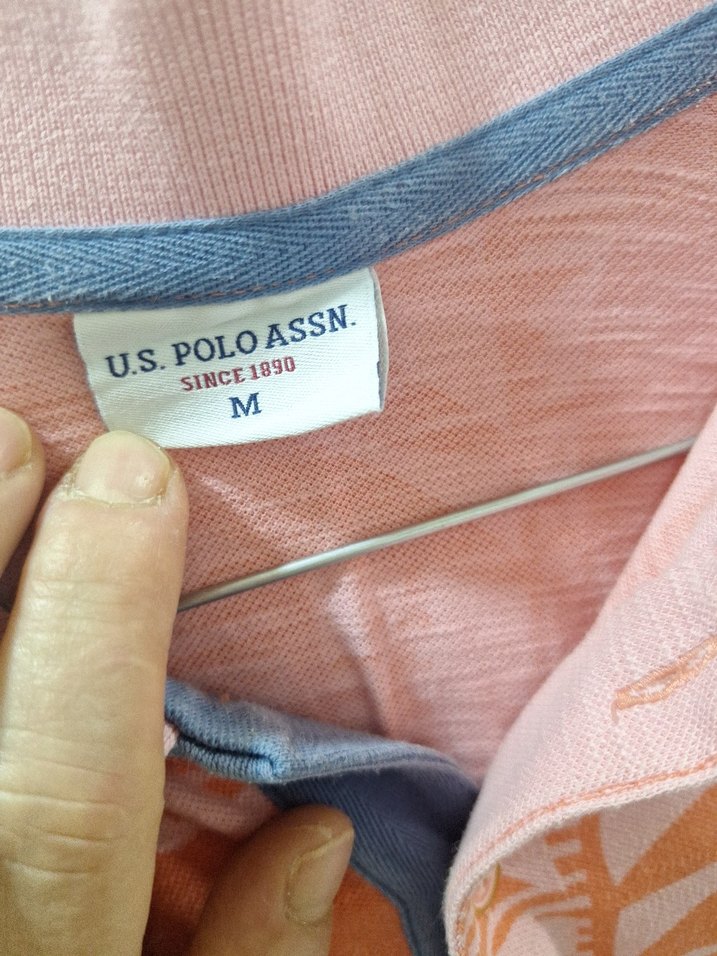 U.S. POLO ASSN.
SINCE 1890
M